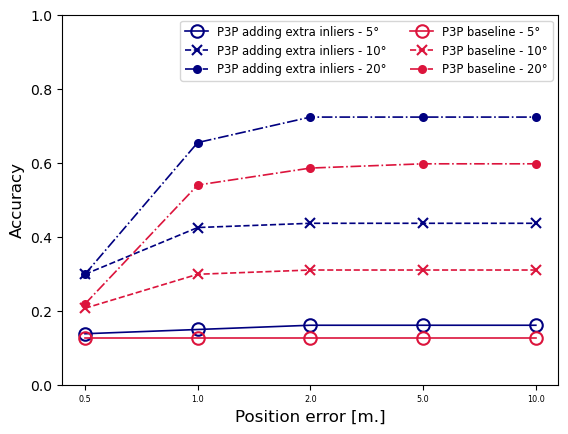 P3P adding extra inliers - 5°
P3P adding extra inliers - 10°
P3P adding extra inliers - 20°
P3P baseline - 5°
P3P baseline - 10°
P3P baseline - 20°
1.0
0.8
0.6
0.4
0.2
0.0
Accuracy
0.5 1.0 2.0 5.0 10.0
Position error [m.]